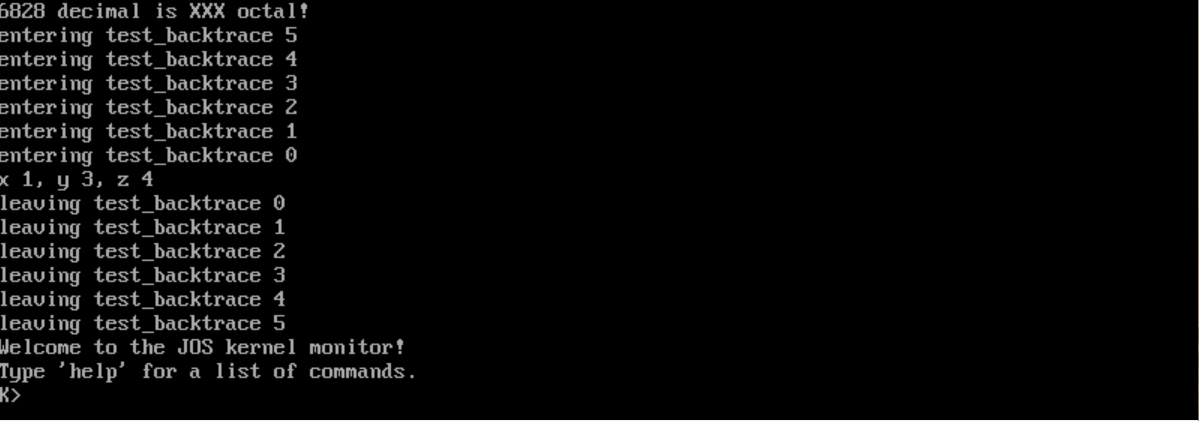 6828 decimal is XXX octal!
entering test_backtrace 5
entering test_backtrace 4
entering test_backtrace 3
entering test_backtrace 2
entering test_backtrace 1
entering test_backtrace 0
x 1, y 3, z 4
leaving test_backtrace 0
leaving test_backtrace 1
leaving test_backtrace 2
leaving test_backtrace 3
leaving test_backtrace 4
leaving test_backtrace 5
Welcome to the JOS kernel monitor!
Type 'help' for a list of commands.
K>